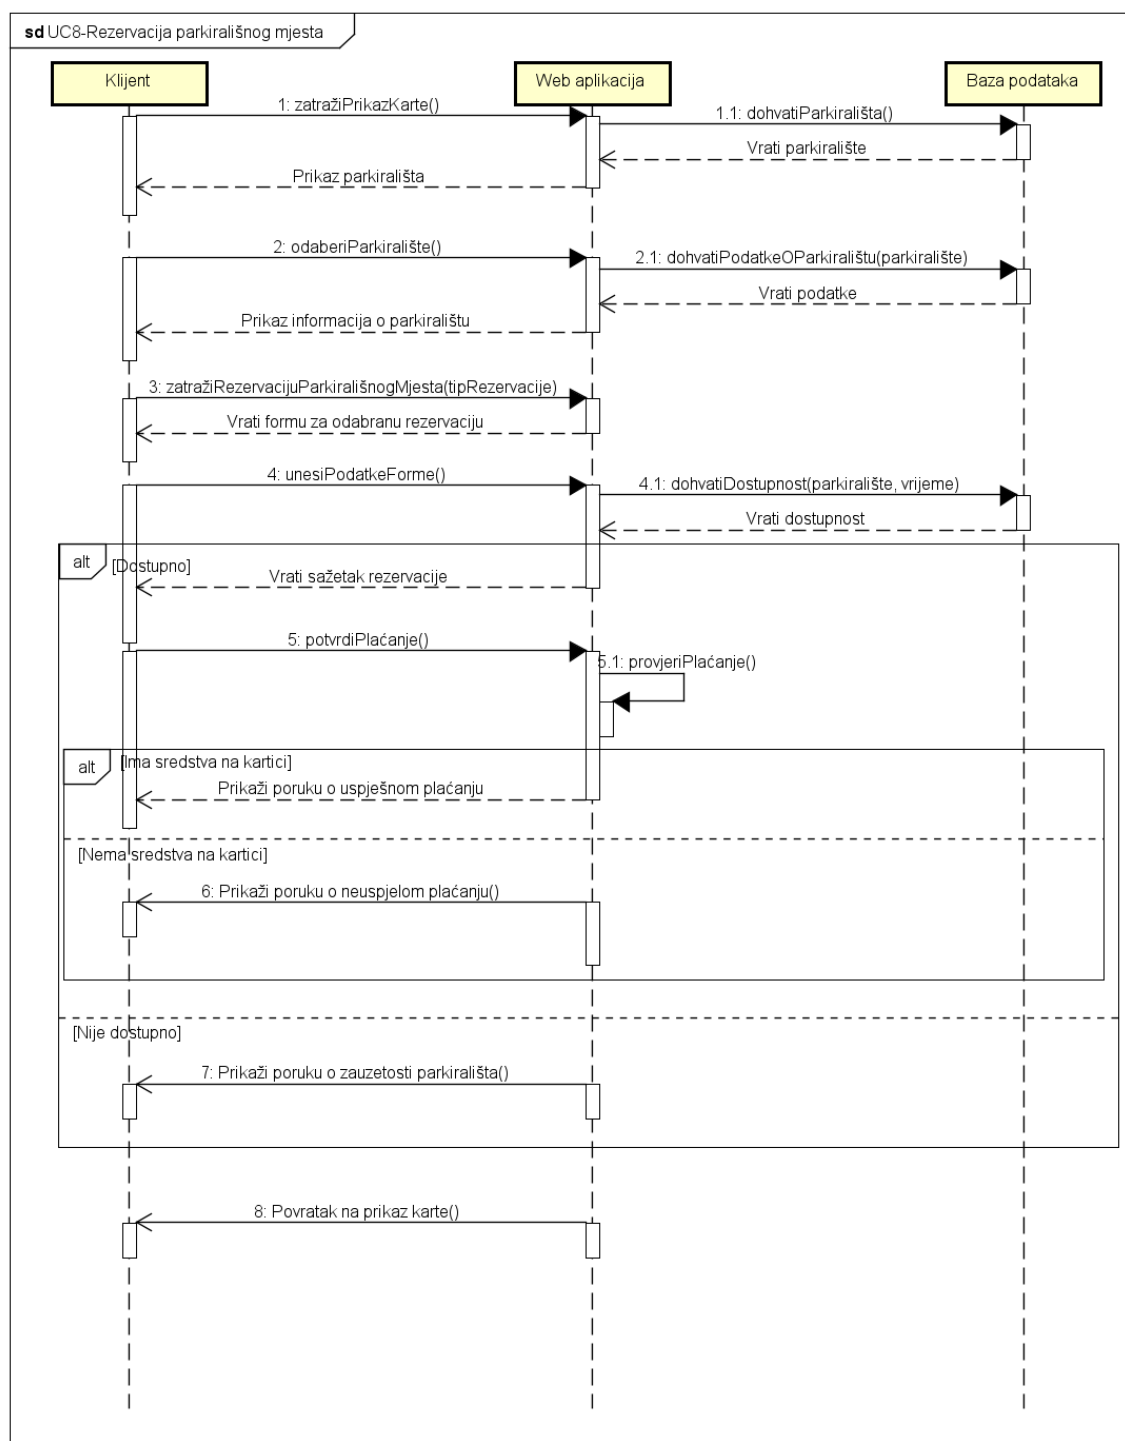 sd UC8-Rezervacija parkirališnog mjesta
Klijent
Web aplikacija
Baza podataka
1: zatražiPrikazKarte()
1.1: dohvatiParkirališta()
Vrati parkiralište
Prikaz parkirališta
2: odaberiParkiralište()
2.1: dohvatiPodatkeOParkiralištu(parkiralište)
Vrati podatke
Prikaz informacija o parkiralištu
3: zatražiRezervacijuParkirališnogMjesta(tipRezervacije)
Vrati formu za odabranu rezervaciju
4: unesiPodatkeForme()
4.1: dohvatiDostupnost(parkiralište, vrijeme)
Vrati dostupnost
alt
[Dostupno]
Vrati sažetak rezervacije
5: potvrdiPlaćanje()
5.1: provjeriPlaćanje()
alt
[Ima sredstva na kartici]
Prikaži poruku o uspješnom plaćanju
[Nema sredstva na kartici]
6: Prikaži poruku o neuspjelom plaćanju()
[Nije dostupno]
7: Prikaži poruku o zauzetosti parkirališta()
8: Povratak na prikaz karte()